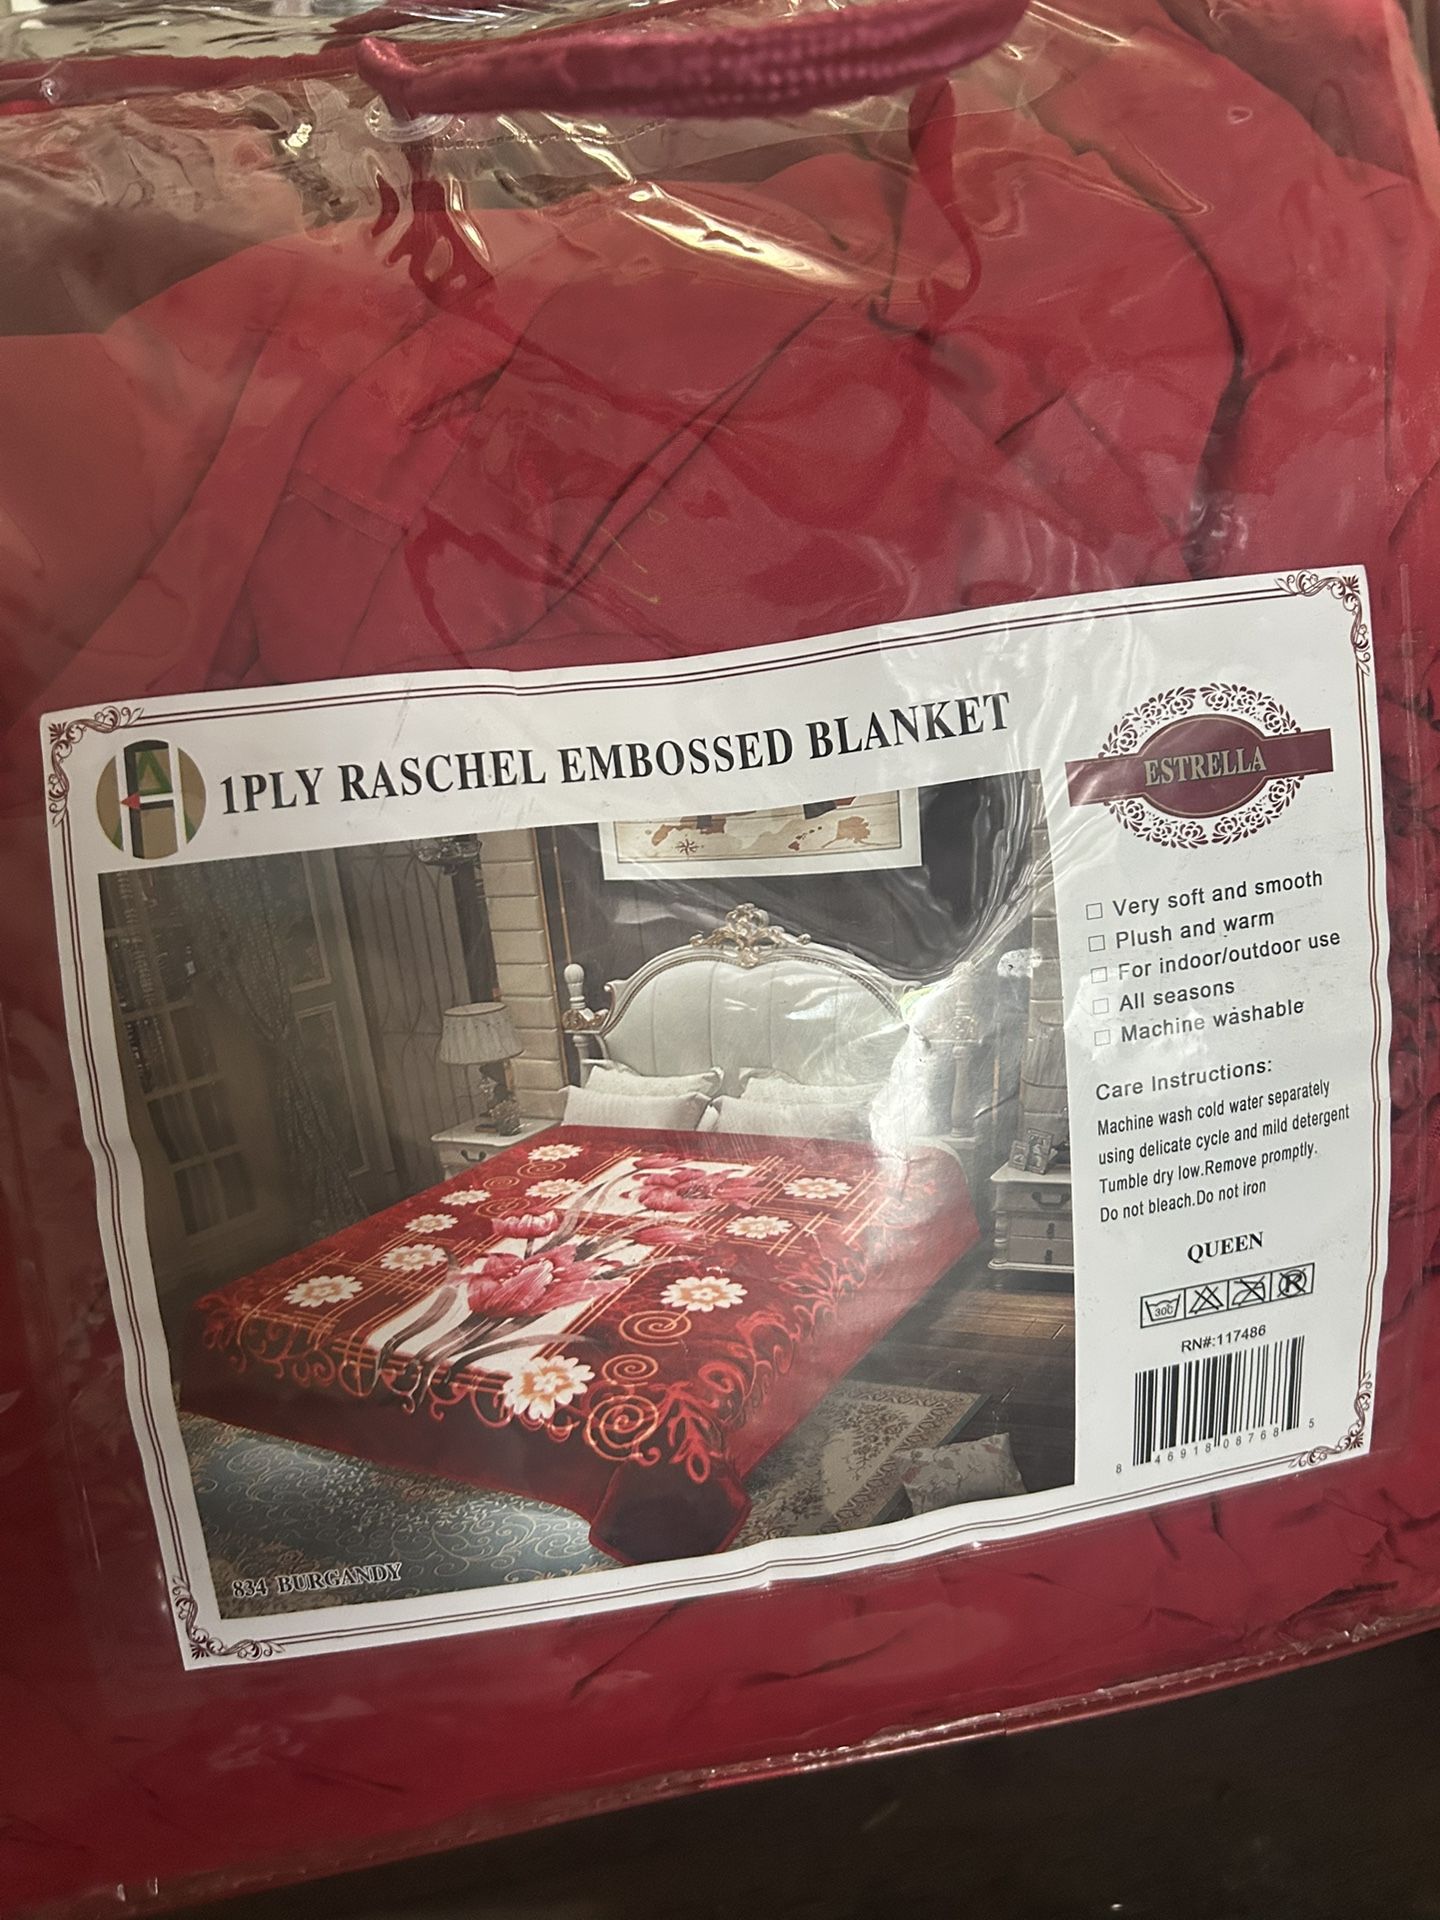 1PLY RASCHEL EMBOSSED BLANKET
ESTRELLA
Very soft and smooth
Plush and warm
For indoor/outdoor use
All seasons
Machine washable
Care Instructions:
Machine wash cold water separately
using delicate cycle and mild detergent
Tumble dry low.Remove promptly.
Do not bleach.Do not iron
QUEEN
30C
RN#:117486
8 46918 08768 5
834 BURGANDY